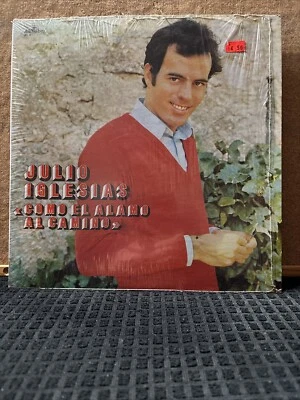 JULIO
IGLESIAS
«COMO EL ALAMO
AL CAMINO»